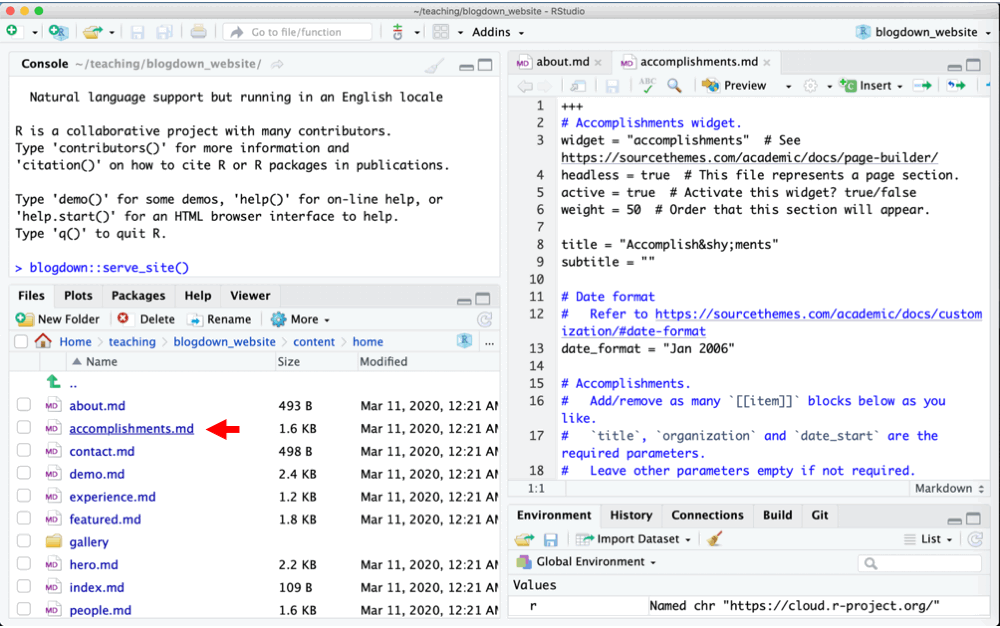 ~/teaching/blogdown_website - RStudio
Go to file/function
Addins
blogdown_website
Console ~/teaching/blogdown_website/
Natural language support but running in an English locale
R is a collaborative project with many contributors.
Type 'contributors()' for more information and
'citation()' on how to cite R or R packages in publications.
Type 'demo()' for some demos, 'help()' for on-line help, or
'help.start()' for an HTML browser interface to help.
Type 'q()' to quit R.
> blogdown::serve_site()
Files Plots Packages Help Viewer
New Folder Delete Rename More
Home teaching blogdown_website content home ...
Name Size Modified
..
MD about.md 493 B Mar 11, 2020, 12:21 AM
MD accomplishments.md 1.6 KB Mar 11, 2020, 12:21 AM
MD contact.md 498 B Mar 11, 2020, 12:21 AM
MD demo.md 2.4 KB Mar 11, 2020, 12:21 AM
MD experience.md 1.2 KB Mar 11, 2020, 12:21 AM
MD featured.md 1.8 KB Mar 11, 2020, 12:21 AM
gallery
MD hero.md 2.2 KB Mar 11, 2020, 12:21 AM
MD index.md 109 B Mar 11, 2020, 12:21 AM
MD people.md 1.6 KB Mar 11, 2020, 12:21 AM
MD about.md MD accomplishments.md
ABC Preview Insert
1 +++
2 # Accomplishments widget.
3 widget = "accomplishments"  # See
https://sourcethemes.com/academic/docs/page-builder/
4 headless = true  # This file represents a page section.
5 active = true  # Activate this widget? true/false
6 weight = 50  # Order that this section will appear.
7
8 title = "Accomplish&shy;ments"
9 subtitle = ""
10
11 # Date format
12 #   Refer to https://sourcethemes.com/academic/docs/custom
ization/#date-format
13 date_format = "Jan 2006"
14
15 # Accomplishments.
16 #   Add/remove as many `[[item]]` blocks below as you
like.
17 #   `title`, `organization` and `date_start` are the
required parameters.
18 #   Leave other parameters empty if not required.
1:1 Markdown
Environment History Connections Build Git
Import Dataset List
Global Environment
Values
r Named chr "https://cloud.r-project.org/"